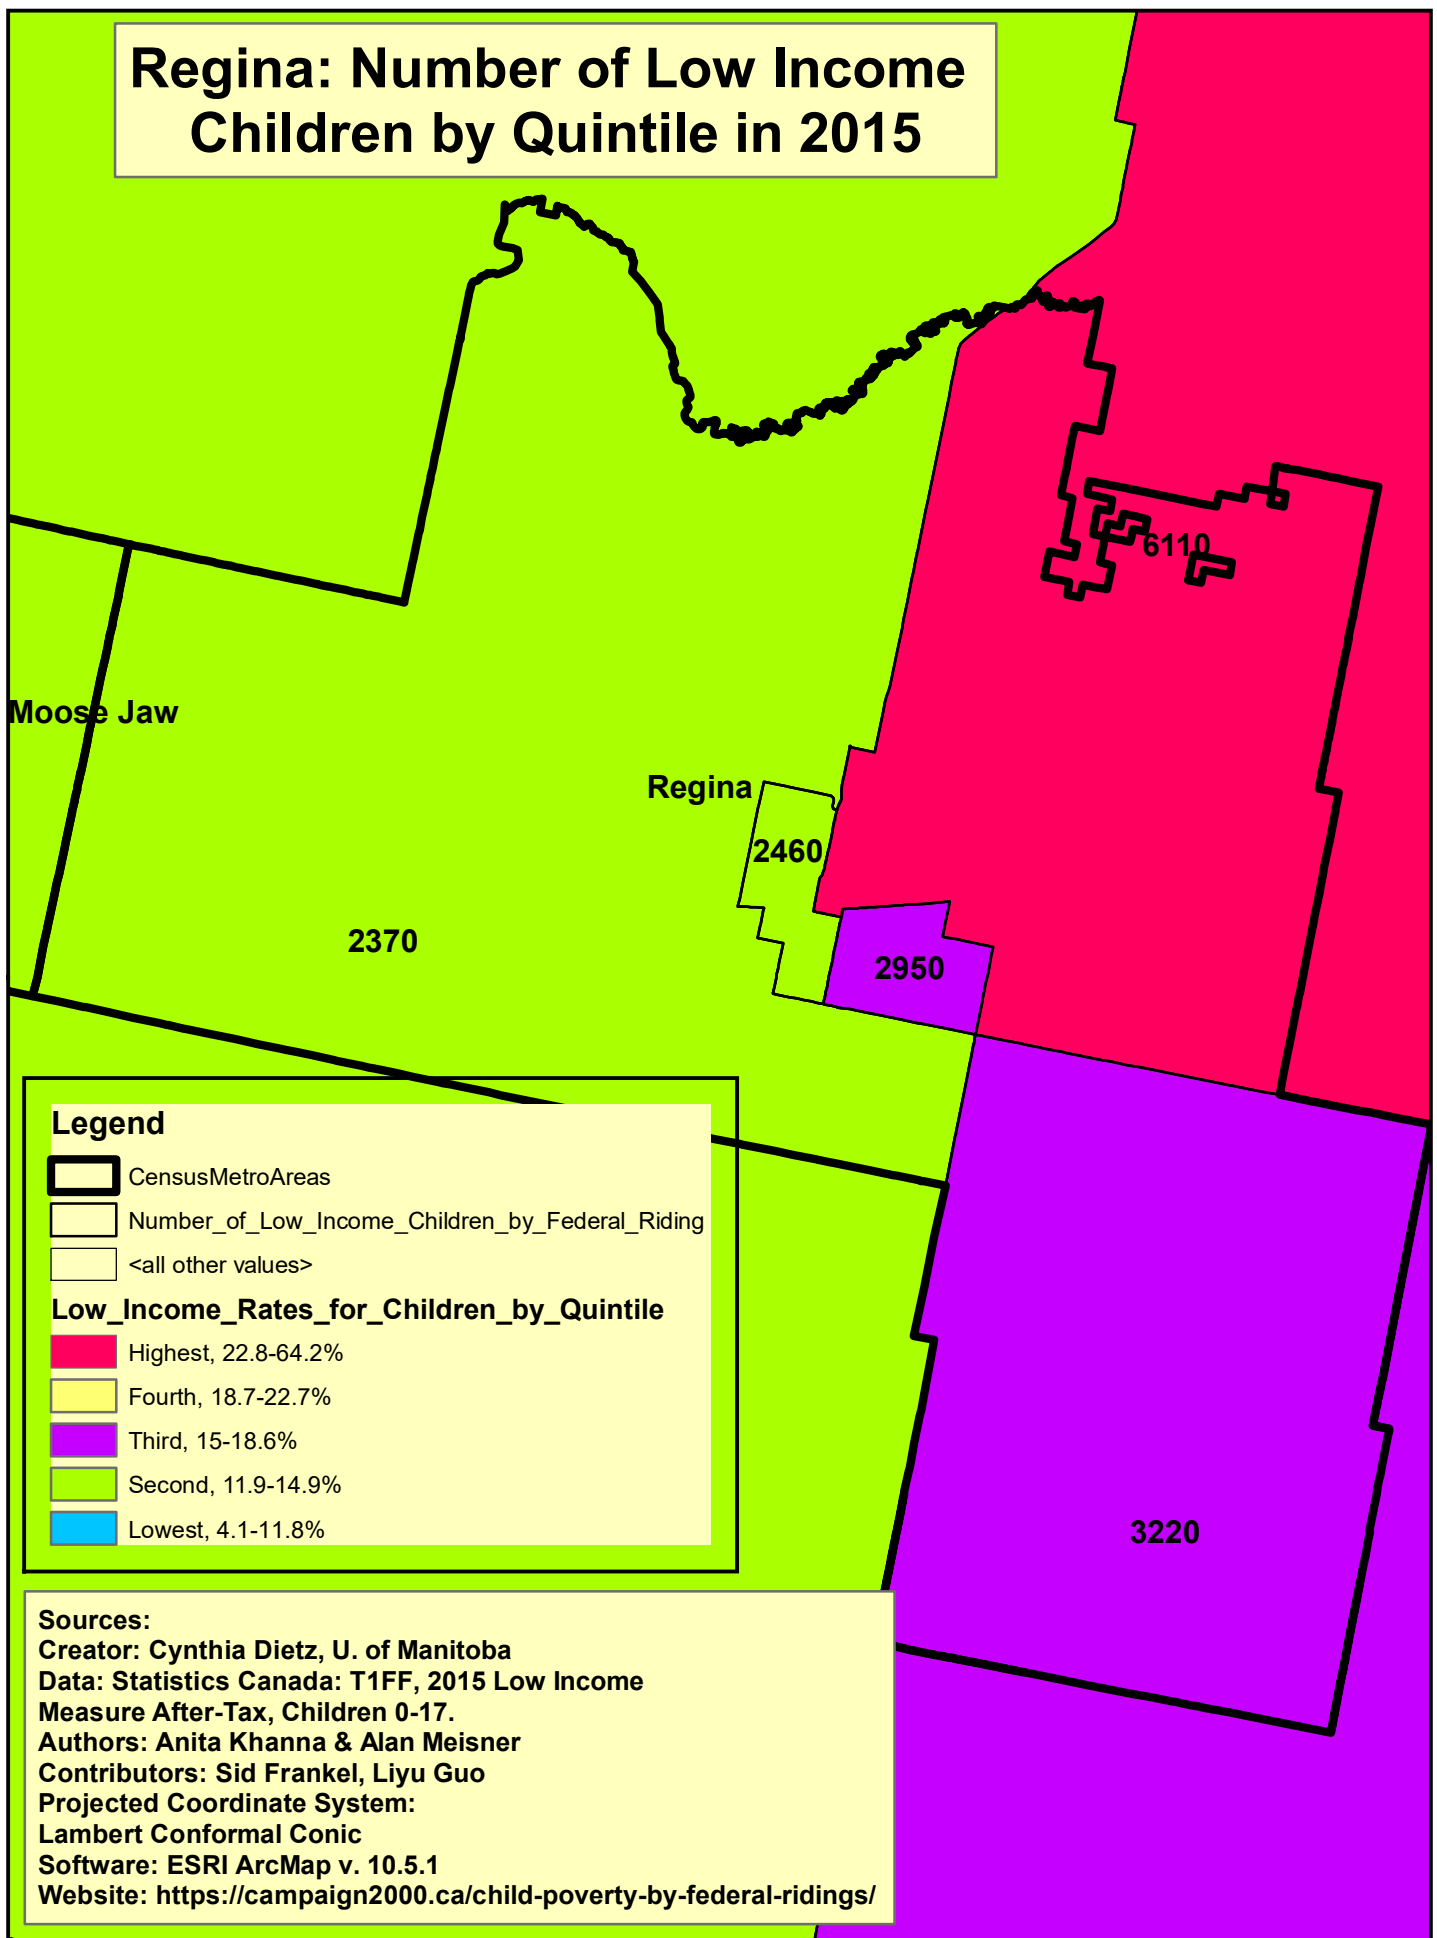 Regina: Number of Low Income
Children by Quintile in 2015
6110
Moose Jaw
Regina
2460
2370
2950
Legend
CensusMetroAreas
Number_of_Low_Income_Children_by_Federal_Riding
<all other values>
Low_Income_Rates_for_Children_by_Quintile
Highest, 22.8-64.2%
Fourth, 18.7-22.7%
Third, 15-18.6%
Second, 11.9-14.9%
Lowest, 4.1-11.8%
3220
Sources:
Creator: Cynthia Dietz, U. of Manitoba
Data: Statistics Canada: T1FF, 2015 Low Income
Measure After-Tax, Children 0-17.
Authors: Anita Khanna & Alan Meisner
Contributors: Sid Frankel, Liyu Guo
Projected Coordinate System:
Lambert Conformal Conic
Software: ESRI ArcMap v. 10.5.1
Website: https://campaign2000.ca/child-poverty-by-federal-ridings/